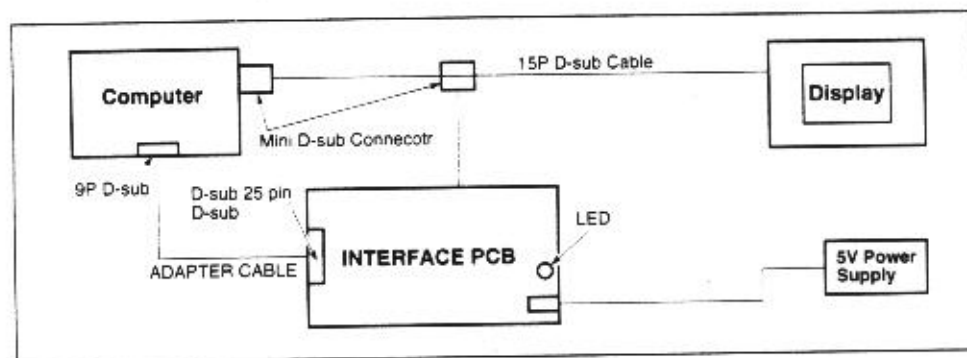 15P D-sub Cable
Computer
Display
Mini D-sub Connecotr
9P D-sub
D-sub 25 pin
D-sub
LED
INTERFACE PCB
5V Power
Supply
ADAPTER CABLE